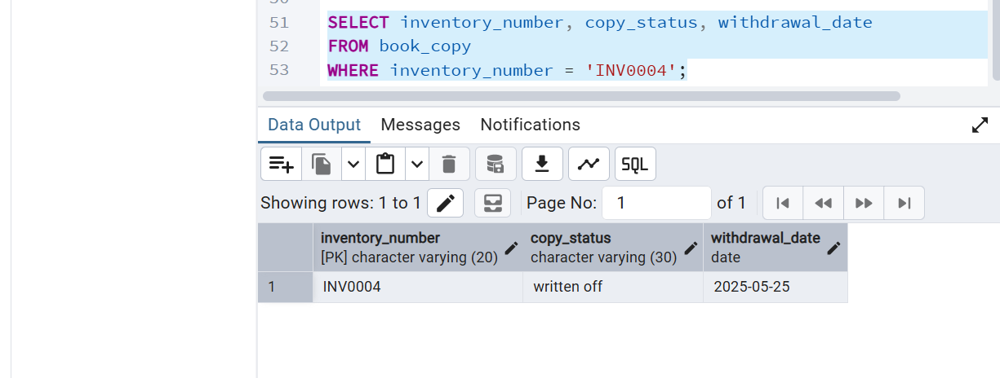 51 SELECT inventory_number, copy_status, withdrawal_date
52 FROM book_copy
53 WHERE inventory_number = 'INV0004';
Data Output Messages Notifications
SQL
Showing rows: 1 to 1 Page No: 1 of 1
inventory_number copy_status withdrawal_date
[PK] character varying (20) character varying (30) date
1 INV0004 written off 2025-05-25